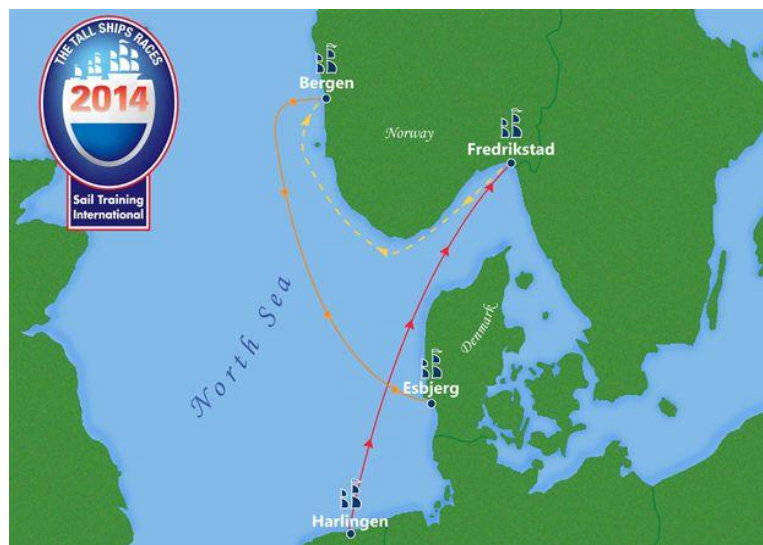 THE TALL SHIPS RACES
2014
Sail Training
International
Bergen
Norway
Fredrikstad
North Sea
Denmark
Esbjerg
Harlingen